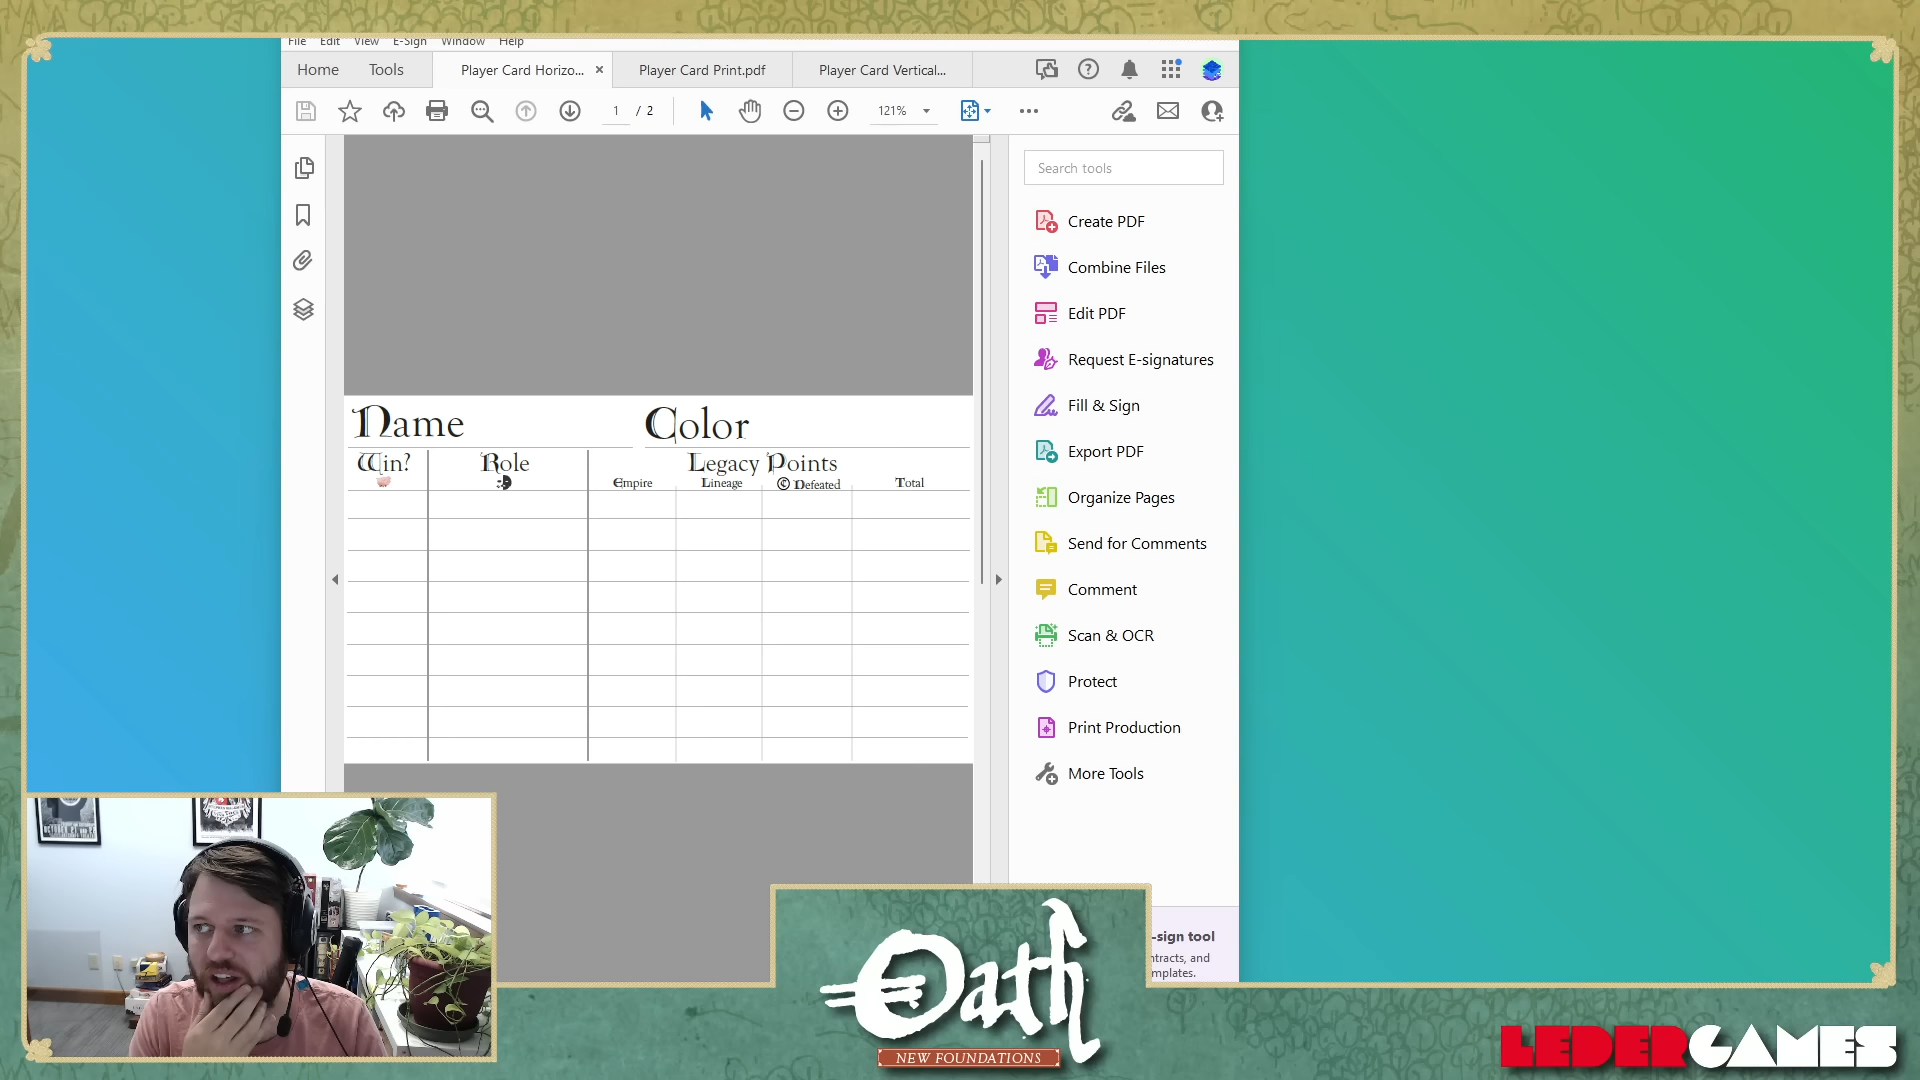 File Edit View E-Sign Window Help
Home Tools Player Card Horizo... × Player Card Print.pdf Player Card Vertical...
1 / 2 121%
Search tools
Create PDF
Combine Files
Edit PDF
Request E-signatures
Fill & Sign
Export PDF
Organize Pages
Send for Comments
Comment
Scan & OCR
Protect
Print Production
More Tools
-sign tool
ntracts, and
mplates.
Name Color
Win? Role Legacy Points
Empire Lineage © Defeated Total
Oath
NEW FOUNDATIONS
LEDERGAMES